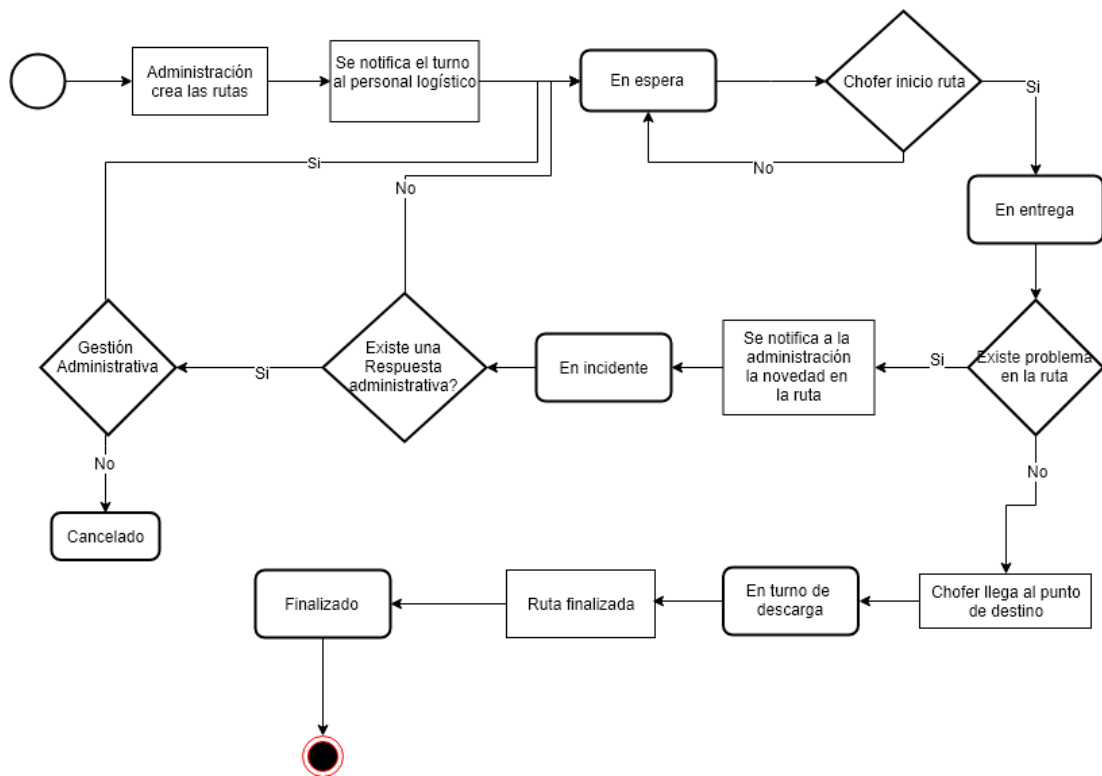 Administración
crea las rutas
Se notifica el turno
al personal logístico
En espera
Chofer inicio ruta
Si
No
En entrega
Si
No
Existe problema
en la ruta
Si
Se notifica a la
administración
la novedad en
la ruta
En incidente
Existe una
Respuesta
administrativa?
Si
Gestión
Administrativa
No
Cancelado
No
Chofer llega al punto
de destino
En turno de
descarga
Ruta finalizada
Finalizado